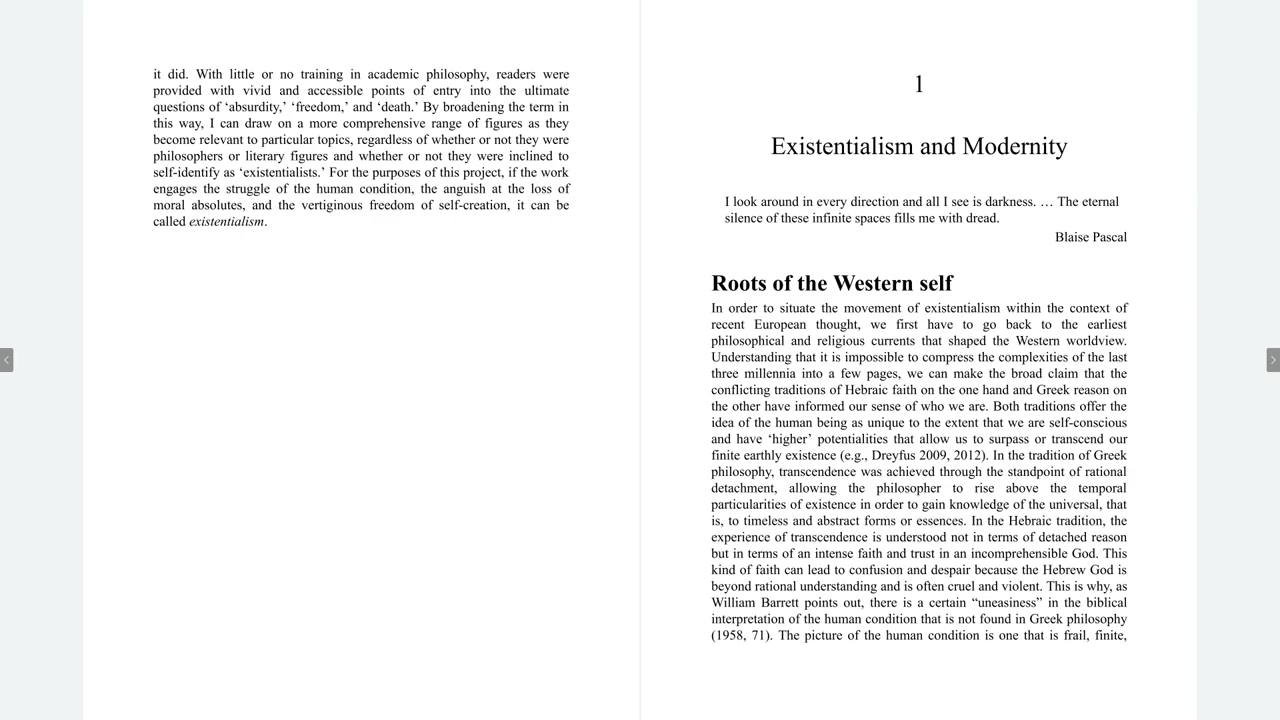 it did. With little or no training in academic philosophy, readers were
provided with vivid and accessible points of entry into the ultimate
questions of ‘absurdity,’ ‘freedom,’ and ‘death.’ By broadening the term in
this way, I can draw on a more comprehensive range of figures as they
become relevant to particular topics, regardless of whether or not they were
philosophers or literary figures and whether or not they were inclined to
self-identify as ‘existentialists.’ For the purposes of this project, if the work
engages the struggle of the human condition, the anguish at the loss of
moral absolutes, and the vertiginous freedom of self-creation, it can be
called existentialism.
1
Existentialism and Modernity
I look around in every direction and all I see is darkness. … The eternal
silence of these infinite spaces fills me with dread.
Blaise Pascal
Roots of the Western self
In order to situate the movement of existentialism within the context of
recent European thought, we first have to go back to the earliest
philosophical and religious currents that shaped the Western worldview.
Understanding that it is impossible to compress the complexities of the last
three millennia into a few pages, we can make the broad claim that the
conflicting traditions of Hebraic faith on the one hand and Greek reason on
the other have informed our sense of who we are. Both traditions offer the
idea of the human being as unique to the extent that we are self-conscious
and have ‘higher’ potentialities that allow us to surpass or transcend our
finite earthly existence (e.g., Dreyfus 2009, 2012). In the tradition of Greek
philosophy, transcendence was achieved through the standpoint of rational
detachment, allowing the philosopher to rise above the temporal
particularities of existence in order to gain knowledge of the universal, that
is, to timeless and abstract forms or essences. In the Hebraic tradition, the
experience of transcendence is understood not in terms of detached reason
but in terms of an intense faith and trust in an incomprehensible God. This
kind of faith can lead to confusion and despair because the Hebrew God is
beyond rational understanding and is often cruel and violent. This is why, as
William Barrett points out, there is a certain “uneasiness” in the biblical
interpretation of the human condition that is not found in Greek philosophy
(1958, 71). The picture of the human condition is one that is frail, finite,